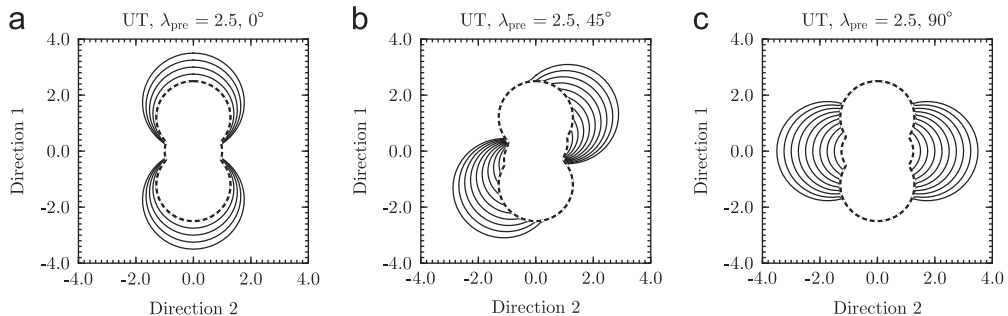 a
UT, λpre = 2.5, 0°
4.0
2.0
0.0
-2.0
-4.0
-4.0 -2.0 0.0 2.0 4.0
Direction 1
Direction 2
b
UT, λpre = 2.5, 45°
4.0
2.0
0.0
-2.0
-4.0
-4.0 -2.0 0.0 2.0 4.0
Direction 1
Direction 2
c
UT, λpre = 2.5, 90°
4.0
2.0
0.0
-2.0
-4.0
-4.0 -2.0 0.0 2.0 4.0
Direction 1
Direction 2